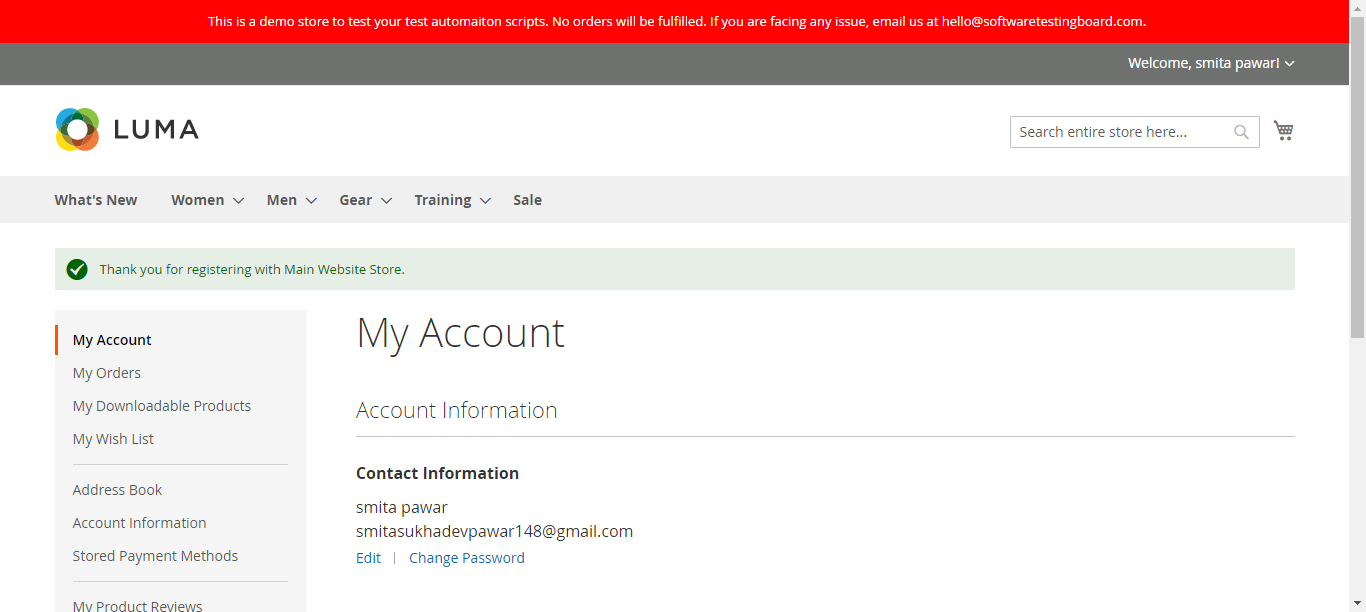 This is a demo store to test your test automaiton scripts. No orders will be fulfilled. If you are facing any issue, email us at hello@softwaretestingboard.com.
Welcome, smita pawar!
LUMA
Search entire store here...
What's New Women Men Gear Training Sale
Thank you for registering with Main Website Store.
My Account
My Orders
My Downloadable Products
My Wish List
Address Book
Account Information
Stored Payment Methods
My Product Reviews
My Account
Account Information
Contact Information
smita pawar
smitasukhadevpawar148@gmail.com
Edit | Change Password